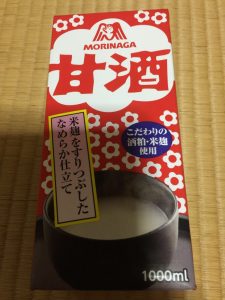 MORINAGA
甘酒
こだわりの
酒粕・米麹
使用
米麹をすりつぶした
なめらか仕立て
1000ml